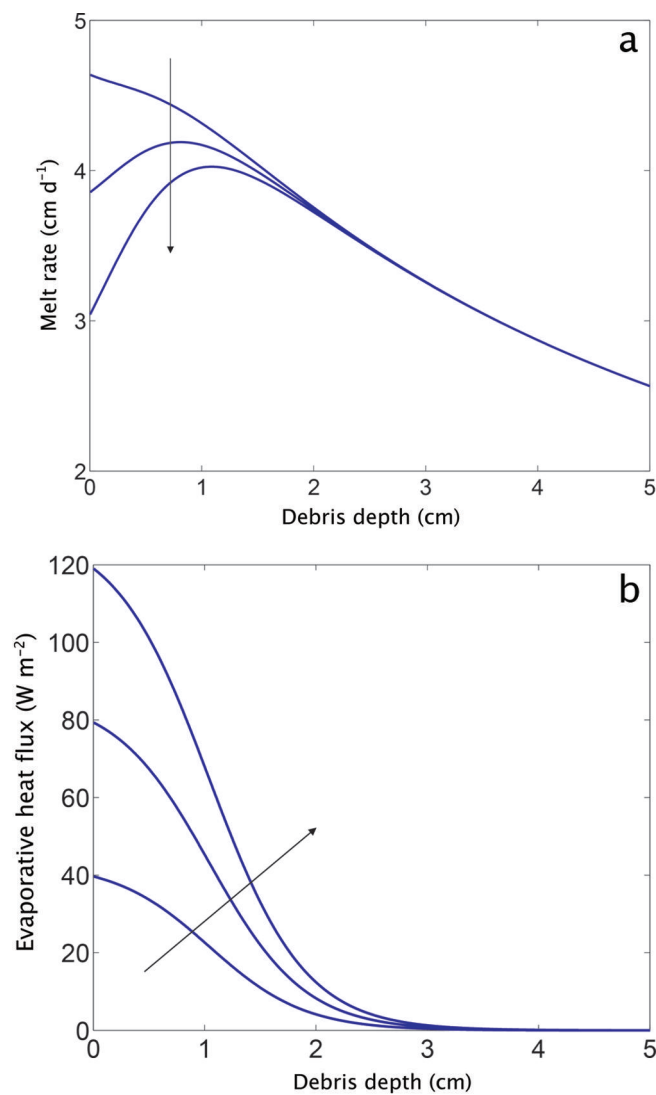 a
5
4
3
2
Melt rate (cm d⁻¹)
0 1 2 3 4 5
Debris depth (cm)
b
120
100
80
60
40
20
0
Evaporative heat flux (W m⁻²)
0 1 2 3 4 5
Debris depth (cm)